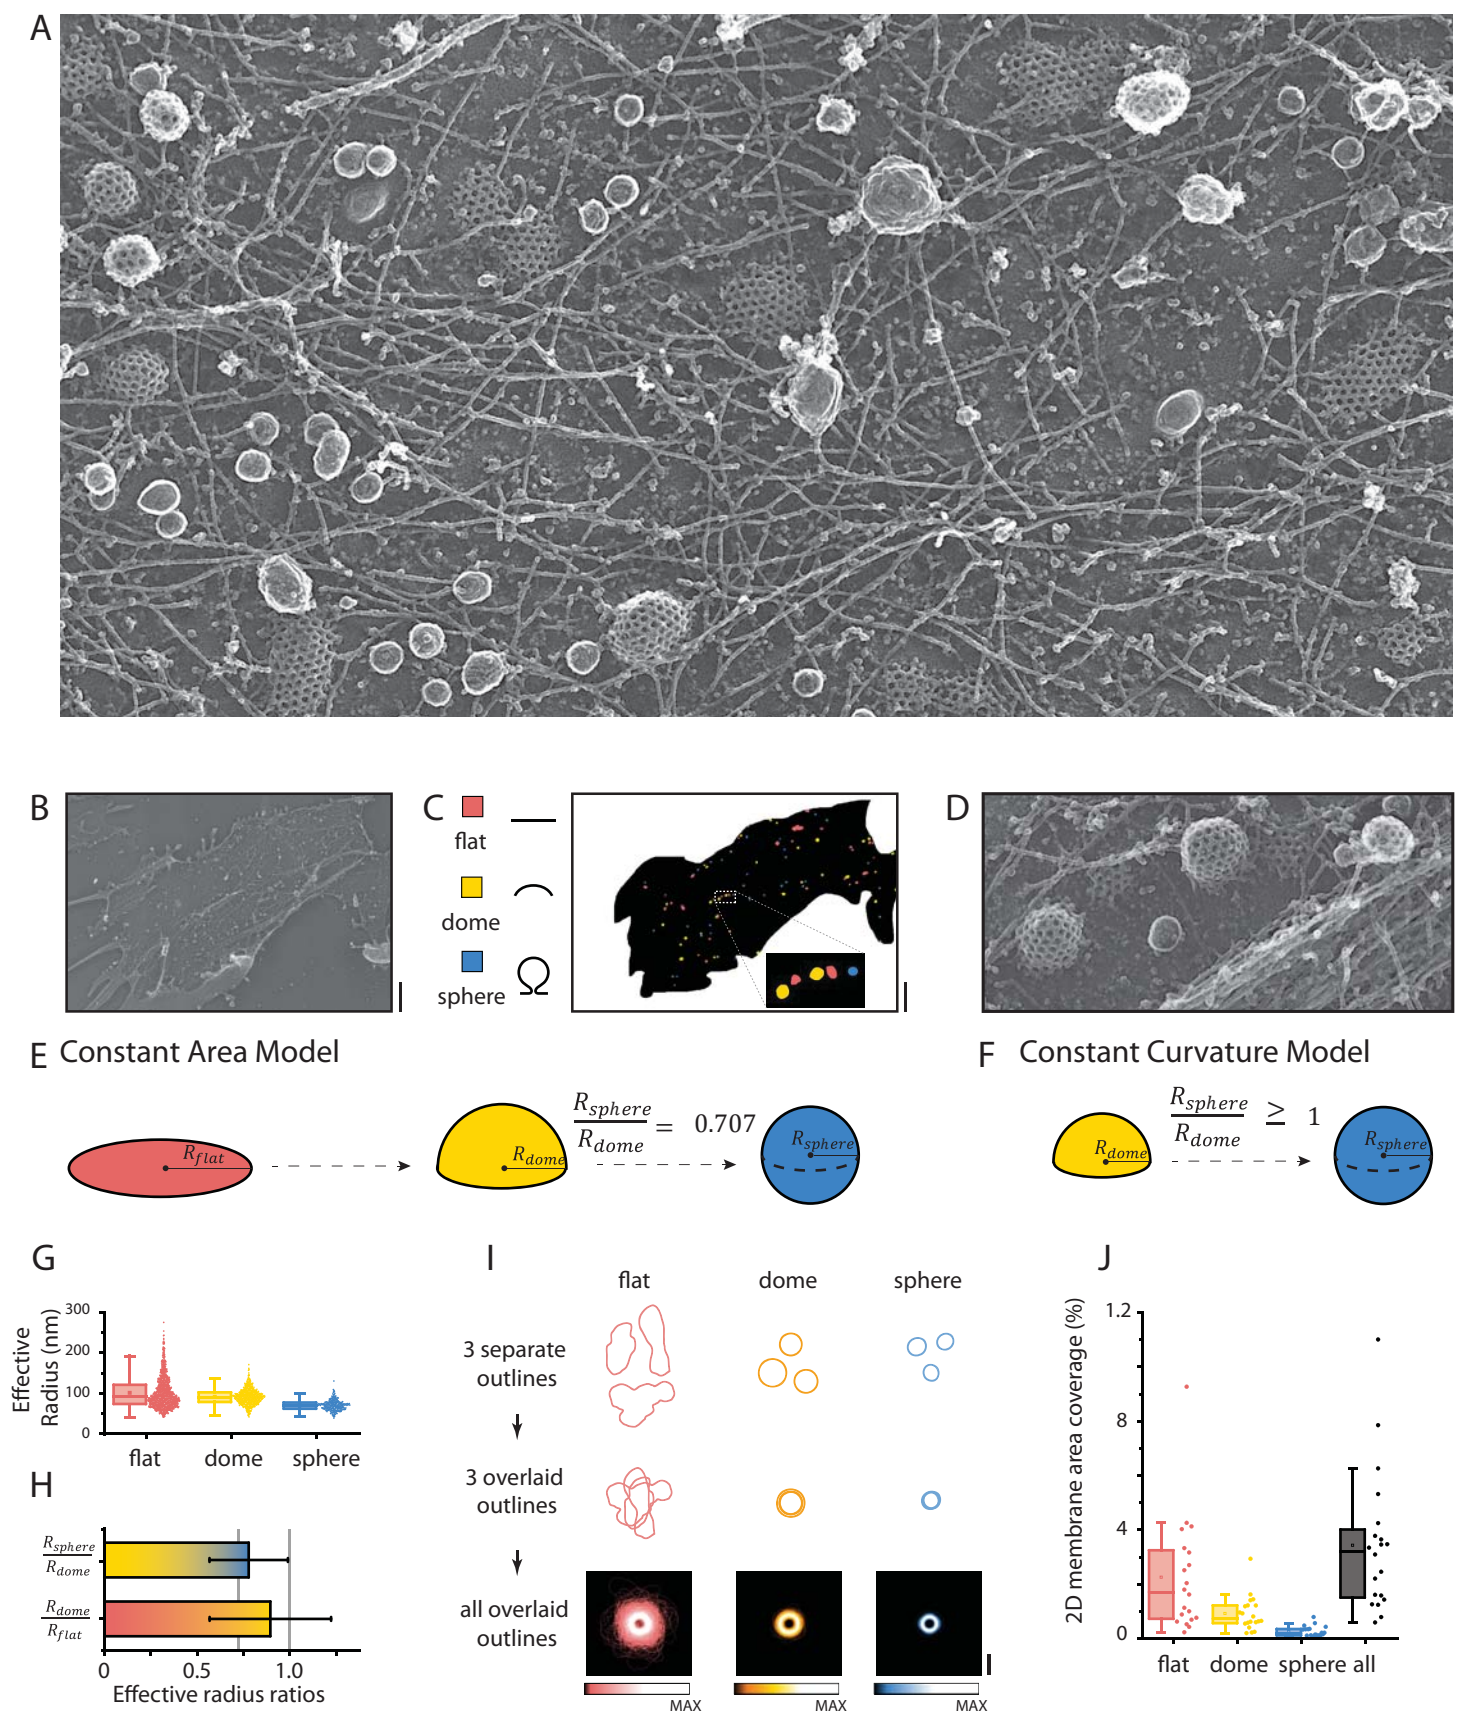 A
B
C
flat
dome
sphere
D
E Constant Area Model
R_flat
R_dome
R_sphere
R_dome
= 0.707
R_sphere
F Constant Curvature Model
R_dome
R_sphere
R_dome
≥ 1
R_sphere
G
Effective
Radius (nm)
300
200
100
0
flat dome sphere
H
R_sphere
R_dome
R_dome
R_flat
0 0.5 1.0
Effective radius ratios
I
flat dome sphere
3 separate
outlines
3 overlaid
outlines
all overlaid
outlines
MAX MAX MAX
J
2D membrane area coverage (%)
1.2
8
4
0
flat dome sphere all